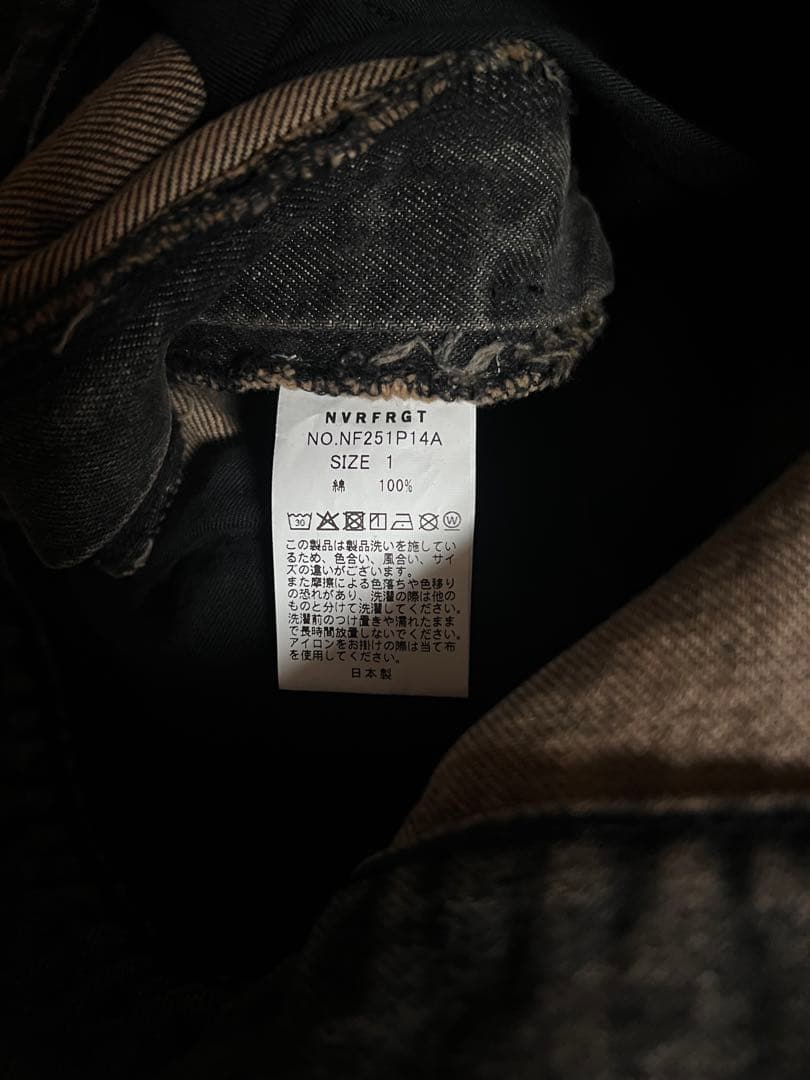 NVRFRGT
NO.NF251P14A
SIZE 1
綿 100%
30 W
この製品は製品洗いを施してい
るため、色合い、風合い、サイ
ズの違いがございます。
また摩擦による色落ちや色移り
の恐れがあり、洗濯の際は他の
ものと分けて洗濯してください。
洗濯前のつけ置きや濡れたまま
で長時間放置しないでください。
アイロンをお掛けの際は当て布
を使用してください。
日本製